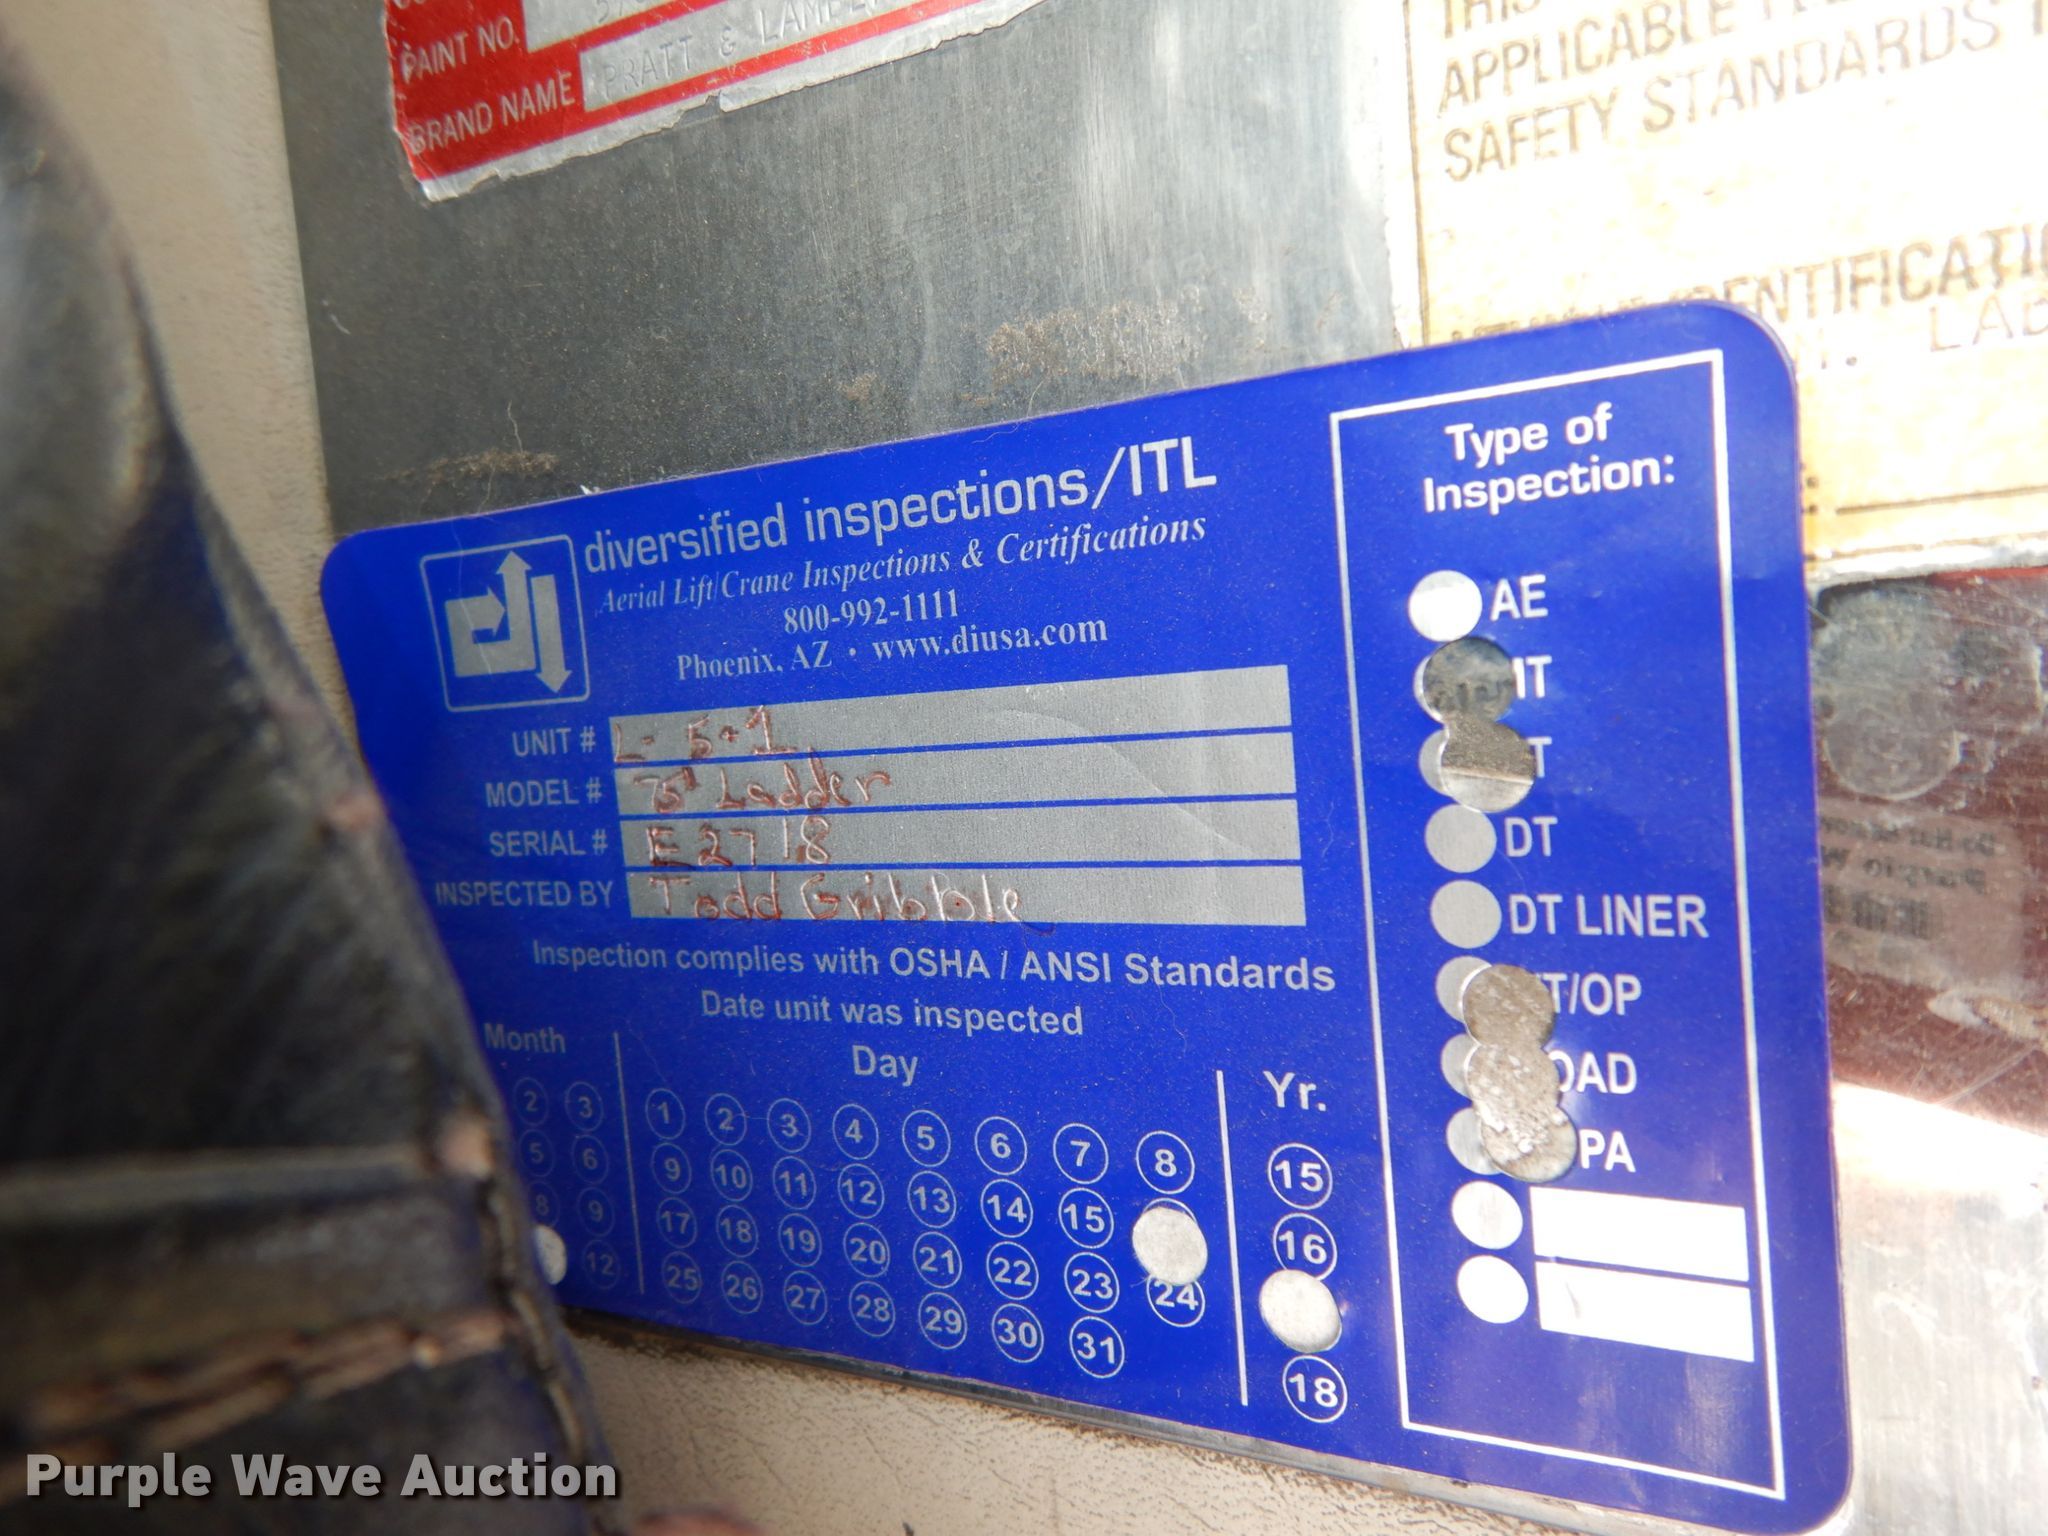 PAINT NO.
BRAND NAME PRATT &
THIS
APPLICABLE
SAFETY STANDARDS
diversified inspections/ITL
Aerial Lift/Crane Inspections & Certifications
800-992-1111
Phoenix, AZ • www.diusa.com
UNIT # L- 5-1
MODEL # 75' Ladder
SERIAL # E2718
INSPECTED BY Todd Gribble
Inspection complies with OSHA / ANSI Standards
Date unit was inspected
Month
Day
Yr.
2 3 1 2 3 4 5 6 7 8 15
5 6 9 10 11 12 13 14 15 16
8 9 17 18 19 20 21 22 23 24
12 25 26 27 28 29 30 31 18
Type of
Inspection:
AE
DT
DT LINER
PA
Purple Wave Auction